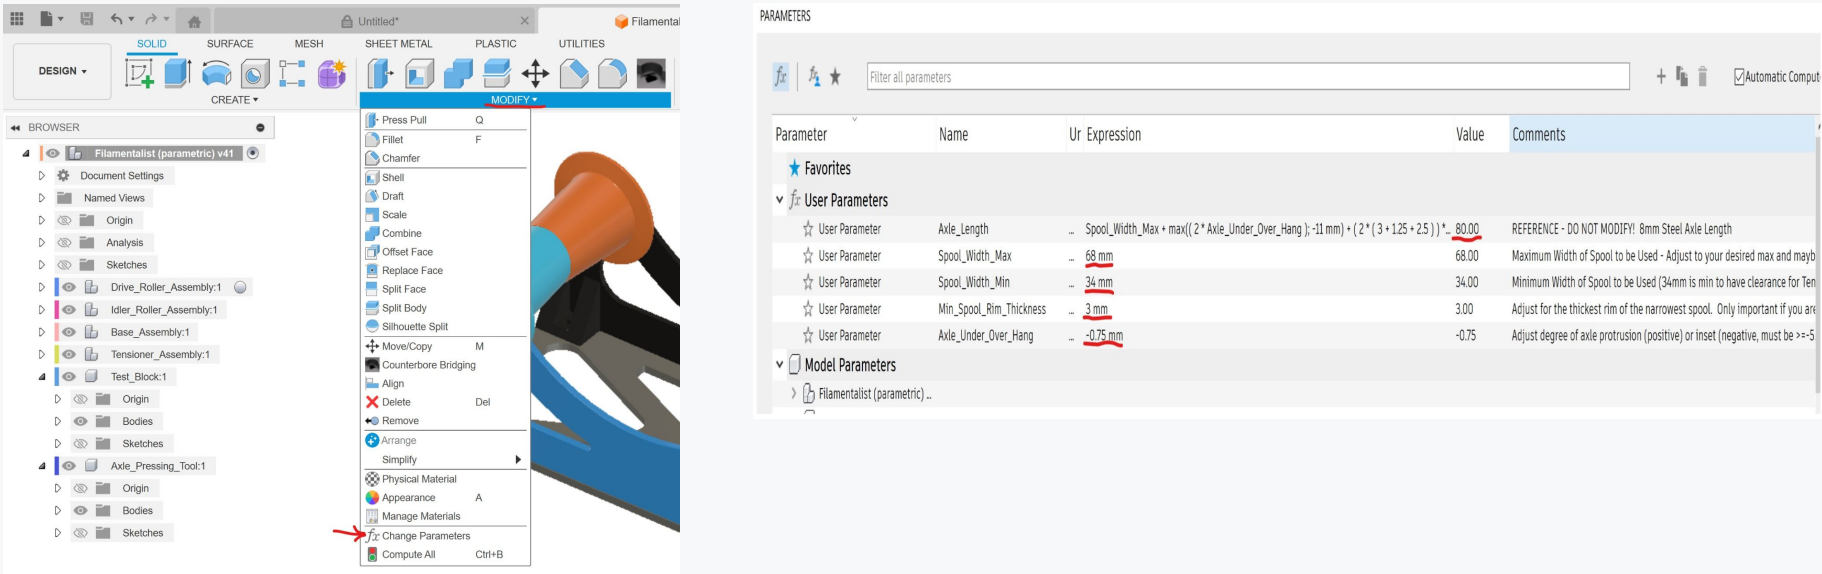 Untitled*
Filamental
SOLID SURFACE MESH SHEET METAL PLASTIC UTILITIES
DESIGN
CREATE MODIFY
BROWSER
Filamentalist (parametric) v41
Document Settings
Named Views
Origin
Analysis
Sketches
Drive_Roller_Assembly:1
Idler_Roller_Assembly:1
Base_Assembly:1
Tensioner_Assembly:1
Test_Block:1
Origin
Bodies
Sketches
Axle_Pressing_Tool:1
Origin
Bodies
Sketches
Press Pull Q
Fillet F
Chamfer
Shell
Draft
Scale
Combine
Offset Face
Replace Face
Split Face
Split Body
Silhouette Split
Move/Copy M
Counterbore Bridging
Align
Delete Del
Remove
Arrange
Simplify
Physical Material
Appearance A
Manage Materials
fx Change Parameters
Compute All Ctrl+B
PARAMETERS
fx Filter all parameters Automatic Comput
Parameter Name Ur Expression Value Comments
Favorites
fx User Parameters
User Parameter Axle_Length ... Spool_Width_Max + max(( 2 * Axle_Under_Over_Hang ); -11 mm) + ( 2 * ( 3 + 1.25 + 2.5 ) ) *... 80.00 REFERENCE - DO NOT MODIFY! 8mm Steel Axle Length
User Parameter Spool_Width_Max ... 68 mm 68.00 Maximum Width of Spool to be Used - Adjust to your desired max and mayb
User Parameter Spool_Width_Min ... 34 mm 34.00 Minimum Width of Spool to be Used (34mm is min to have clearance for Ten
User Parameter Min_Spool_Rim_Thickness ... 3 mm 3.00 Adjust for the thickest rim of the narrowest spool. Only important if you are
User Parameter Axle_Under_Over_Hang ... -0.75 mm -0.75 Adjust degree of axle protrusion (positive) or inset (negative, must be >=-5.
Model Parameters
Filamentalist (parametric) ...